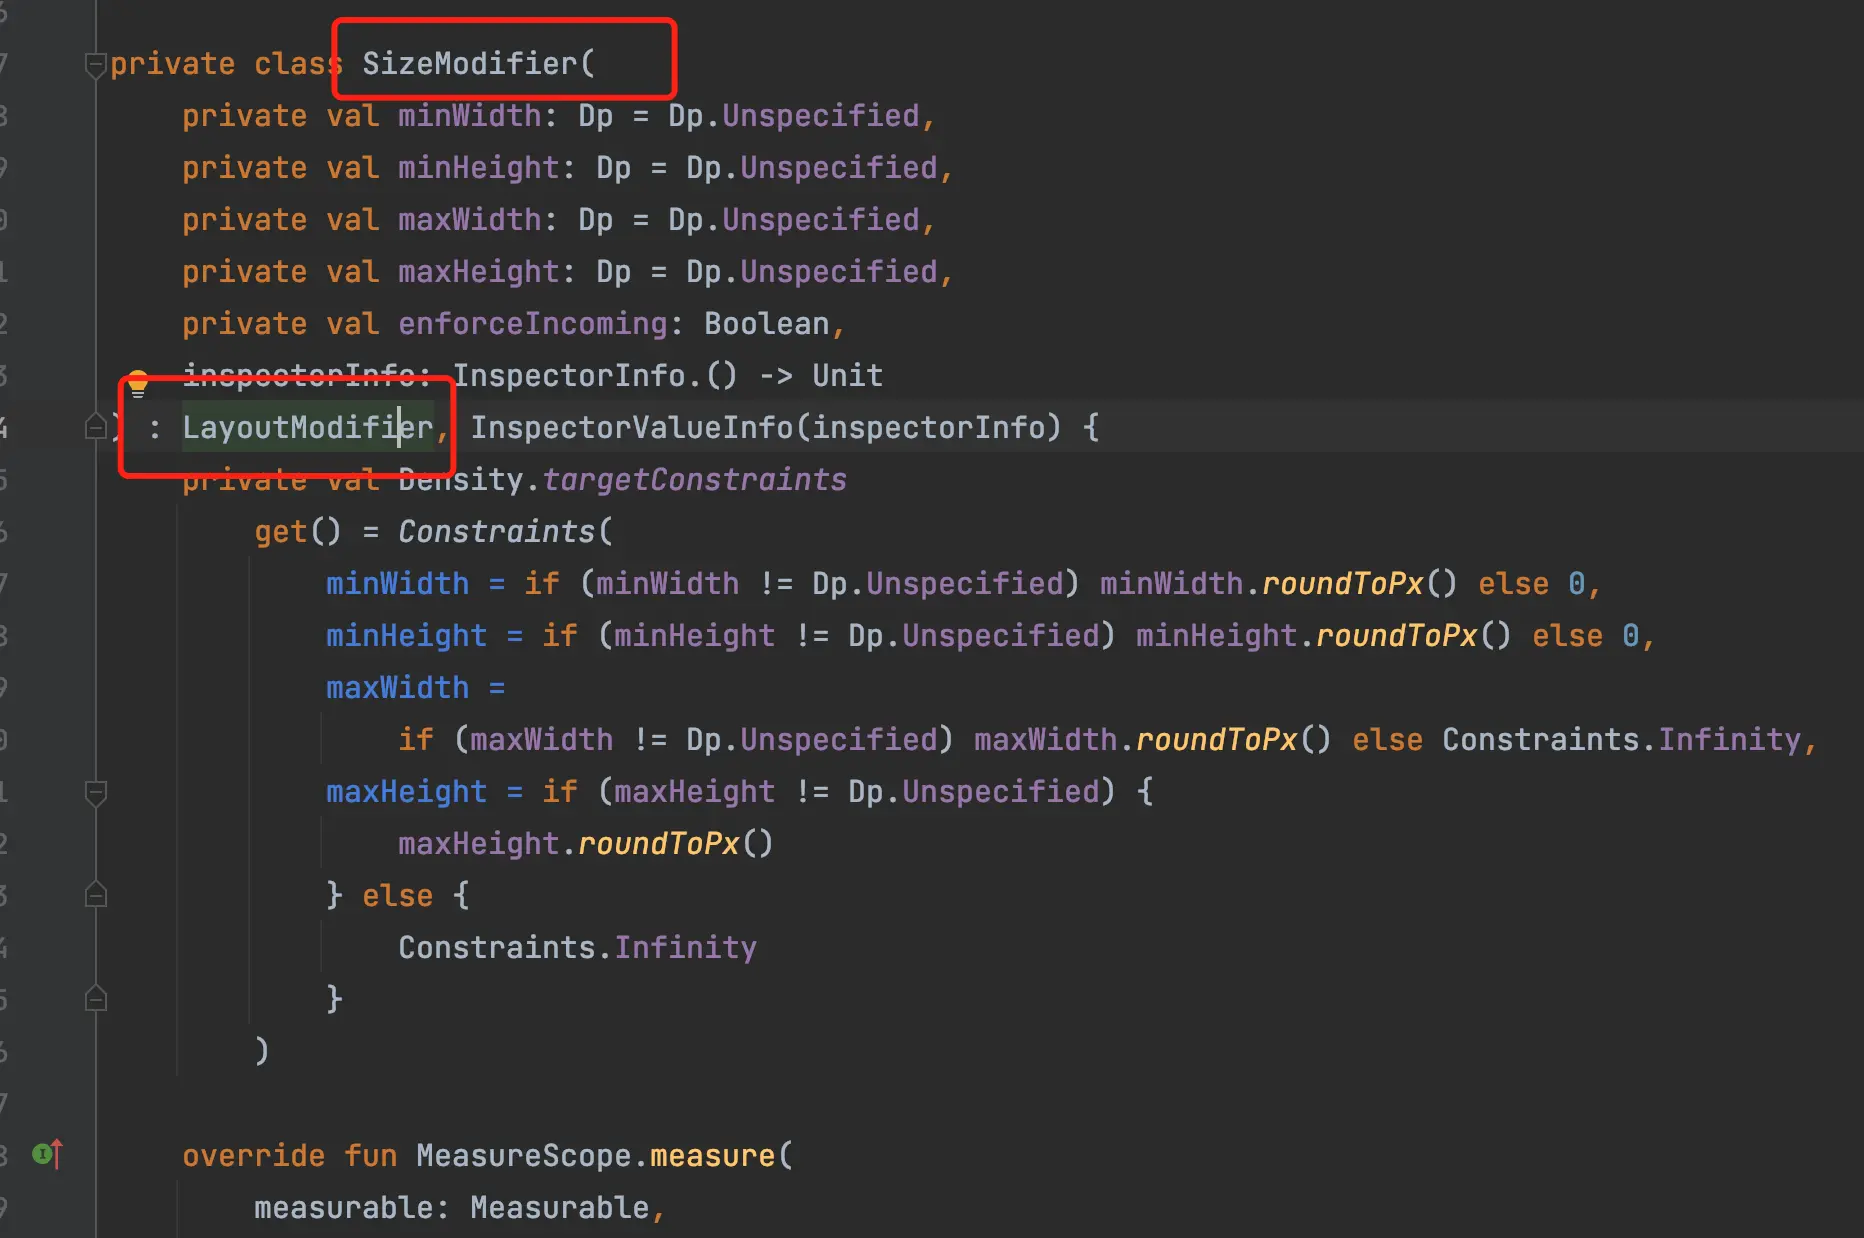 private class SizeModifier(
    private val minWidth: Dp = Dp.Unspecified,
    private val minHeight: Dp = Dp.Unspecified,
    private val maxWidth: Dp = Dp.Unspecified,
    private val maxHeight: Dp = Dp.Unspecified,
    private val enforceIncoming: Boolean,
    inspectorInfo: InspectorInfo.() -> Unit
) : LayoutModifier, InspectorValueInfo(inspectorInfo) {
    private val Density.targetConstraints
        get() = Constraints(
            minWidth = if (minWidth != Dp.Unspecified) minWidth.roundToPx() else 0,
            minHeight = if (minHeight != Dp.Unspecified) minHeight.roundToPx() else 0,
            maxWidth =
                if (maxWidth != Dp.Unspecified) maxWidth.roundToPx() else Constraints.Infinity,
            maxHeight = if (maxHeight != Dp.Unspecified) {
                maxHeight.roundToPx()
            } else {
                Constraints.Infinity
            }
        )
    override fun MeasureScope.measure(
        measurable: Measurable,